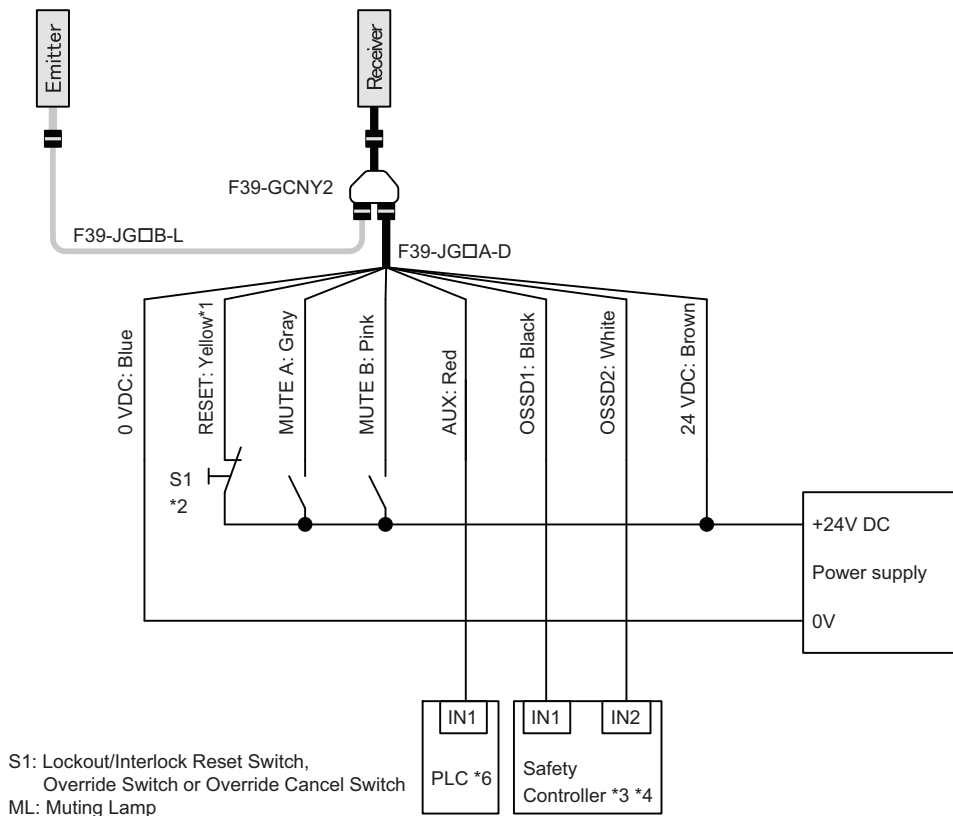 Emitter
Receiver
F39-GCNY2
F39-JG□B-L
F39-JG□A-D
0 VDC: Blue
RESET: Yellow*1
MUTE A: Gray
MUTE B: Pink
AUX: Red
OSSD1: Black
OSSD2: White
24 VDC: Brown
S1
*2
+24V DC
Power supply
0V
IN1
IN1
IN2
PLC *6
Safety
Controller *3 *4
S1: Lockout/Interlock Reset Switch,
Override Switch or Override Cancel Switch
ML: Muting Lamp